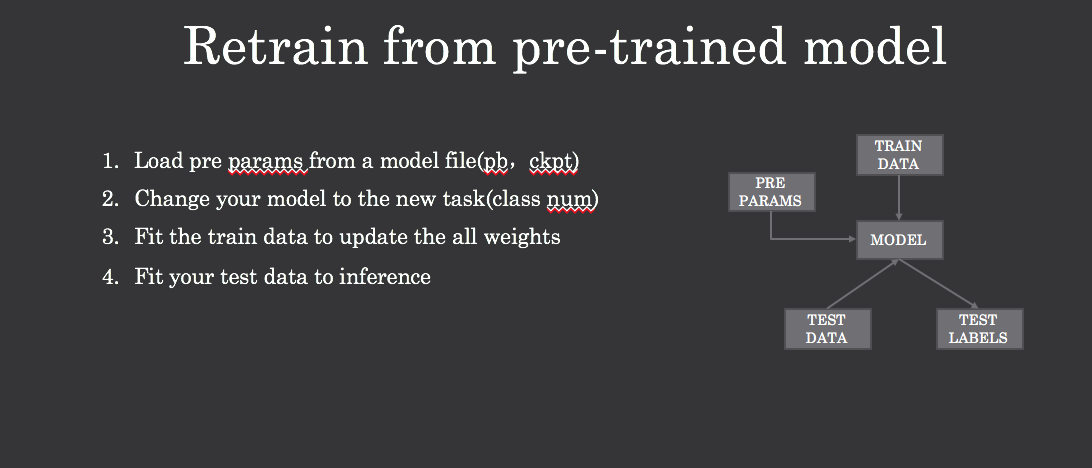 Retrain from pre-trained model
1. Load pre params from a model file(pb，ckpt)
2. Change your model to the new task(class num)
3. Fit the train data to update the all weights
4. Fit your test data to inference
TRAIN
DATA
PRE
PARAMS
MODEL
TEST
DATA
TEST
LABELS